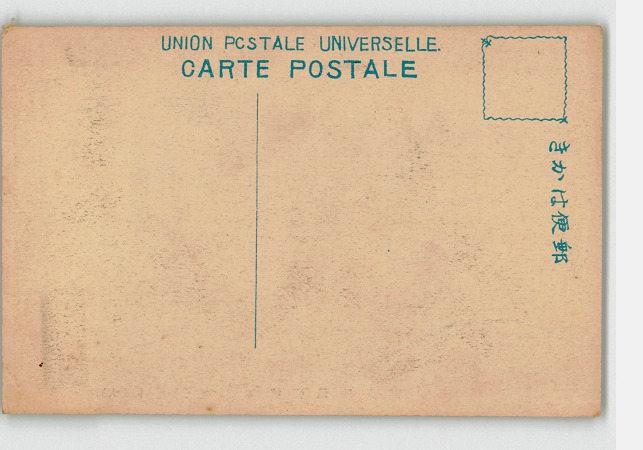 UNION PCSTALE UNIVERSELLE.
CARTE POSTALE
郵便はかき